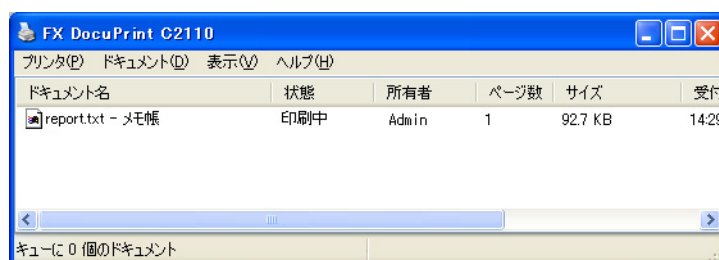 FX DocuPrint C2110
プリンタ(P) ドキュメント(D) 表示(V) ヘルプ(H)
ドキュメント名 状態 所有者 ページ数 サイズ 受付
report.txt - メモ帳 印刷中 Admin 1 92.7 KB 14:29
キューに 0 個のドキュメント